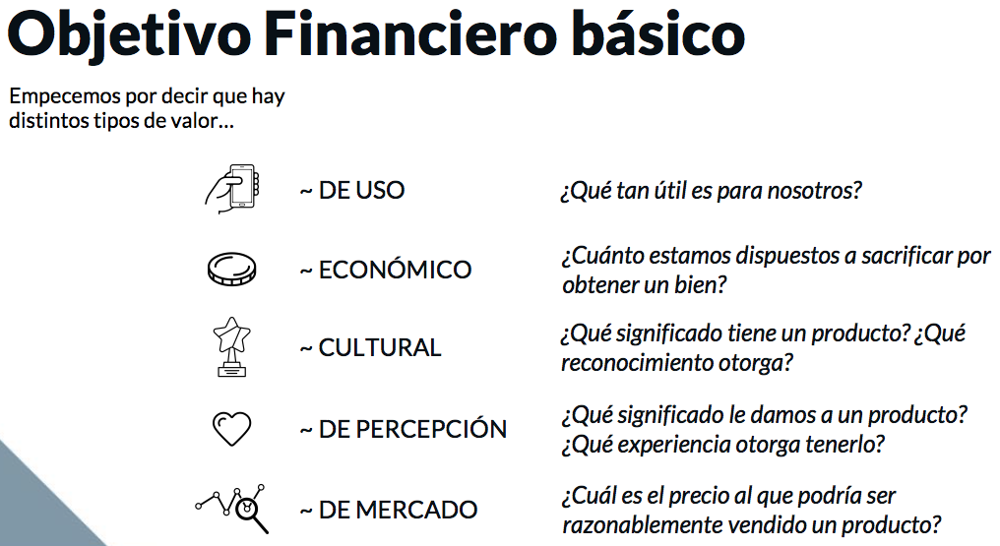 Objetivo Financiero básico
Empecemos por decir que hay
distintos tipos de valor...
~ DE USO
¿Qué tan útil es para nosotros?
~ ECONÓMICO
¿Cuánto estamos dispuestos a sacrificar por
obtener un bien?
~ CULTURAL
¿Qué significado tiene un producto? ¿Qué
reconocimiento otorga?
~ DE PERCEPCIÓN
¿Qué significado le damos a un producto?
¿Qué experiencia otorga tenerlo?
~ DE MERCADO
¿Cuál es el precio al que podría ser
razonablemente vendido un producto?